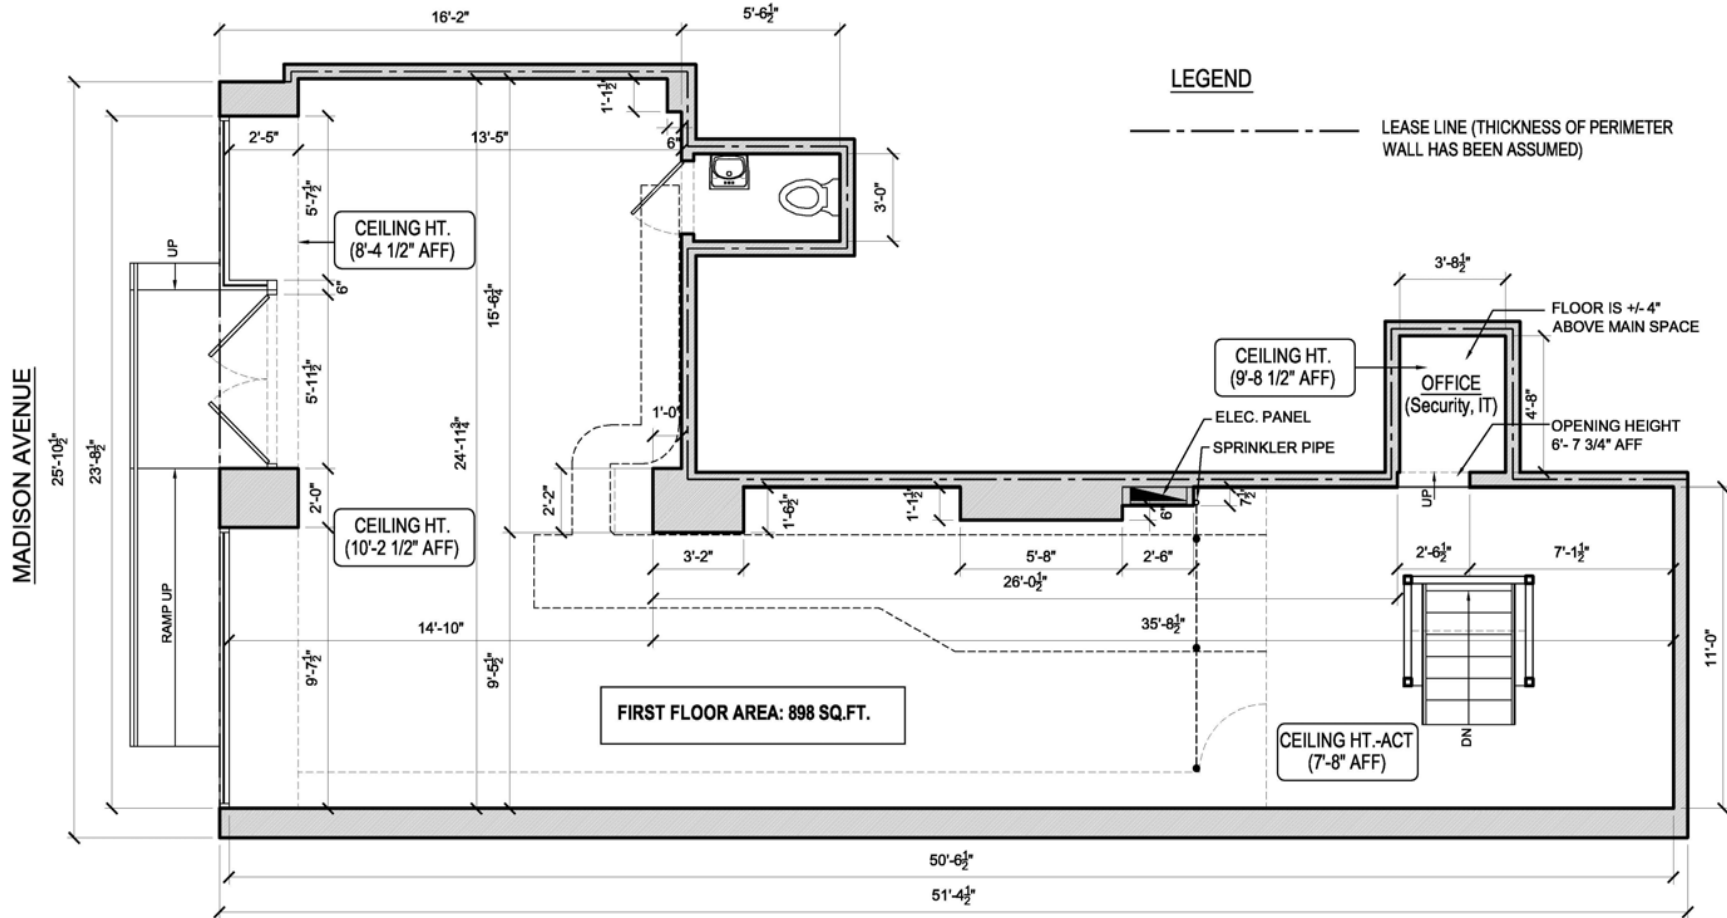 16'-2"
5'-6½"
LEGEND
LEASE LINE (THICKNESS OF PERIMETER
WALL HAS BEEN ASSUMED)
1'-1½"
2'-5"
13'-5"
6"
3'-0"
5'-7½"
CEILING HT.
(8'-4 1/2" AFF)
UP
6"
15'-6¼"
3'-8½"
FLOOR IS +/- 4"
ABOVE MAIN SPACE
CEILING HT.
(9'-8 1/2" AFF)
OFFICE
(Security, IT)
4'-8"
MADISON AVENUE
25'-10½"
23'-8½"
5'-11½"
24'-11¾"
1'-0"
ELEC. PANEL
SPRINKLER PIPE
OPENING HEIGHT
6'- 7 3/4" AFF
2'-0"
2'-2"
1'-6½"
1'-1½"
6"
7½"
UP
CEILING HT.
(10'-2 1/2" AFF)
3'-2"
5'-8"
2'-6"
2'-6½"
7'-1½"
26'-0½"
RAMP UP
14'-10"
35'-8½"
11'-0"
9'-7½"
9'-5½"
FIRST FLOOR AREA: 898 SQ.FT.
CEILING HT.-ACT
(7'-8" AFF)
DN
50'-6½"
51'-4½"